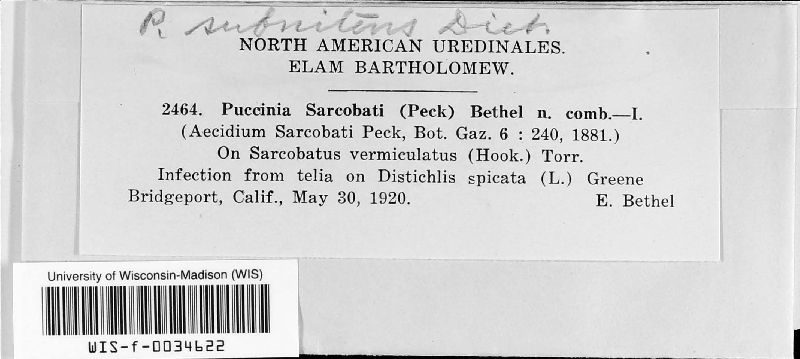 P. subnitens Diet.
NORTH AMERICAN UREDINALES.
ELAM BARTHOLOMEW.
2464. Puccinia Sarcobati (Peck) Bethel n. comb.—I.
(Aecidium Sarcobati Peck, Bot. Gaz. 6 : 240, 1881.)
On Sarcobatus vermiculatus (Hook.) Torr.
Infection from telia on Distichlis spicata (L.) Greene
Bridgeport, Calif., May 30, 1920. E. Bethel
University of Wisconsin-Madison (WIS)
WIS-f-0034622